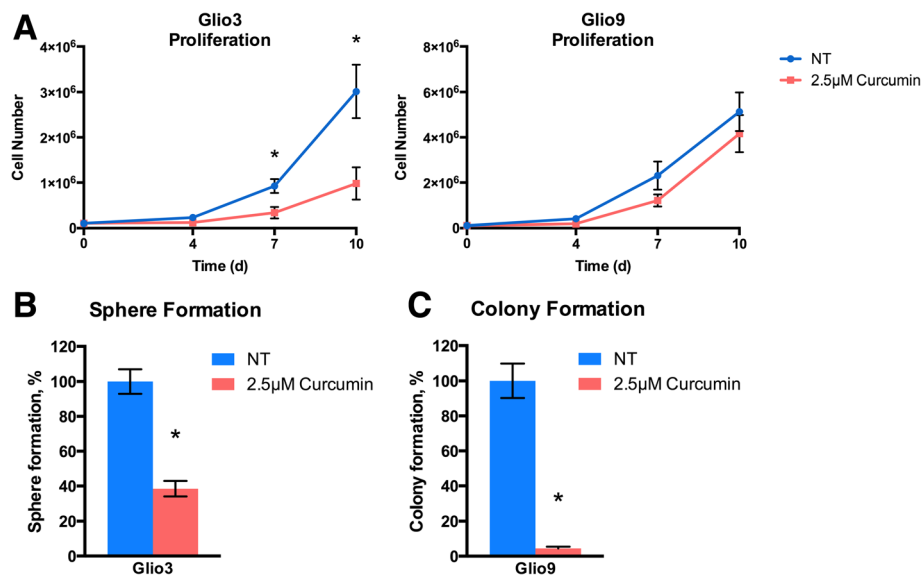 A
Glio3
Proliferation
Cell Number
4×10⁶
3×10⁶
2×10⁶
1×10⁶
0
*
*
0 4 7 10
Time (d)
Glio9
Proliferation
Cell Number
8×10⁶
6×10⁶
4×10⁶
2×10⁶
0
0 4 7 10
Time (d)
NT
2.5µM Curcumin
B
Sphere Formation
Sphere formation, %
120
100
80
60
40
20
0
NT
2.5µM Curcumin
*
Glio3
C
Colony Formation
Colony formation, %
120
100
80
60
40
20
0
NT
2.5µM Curcumin
*
Glio9